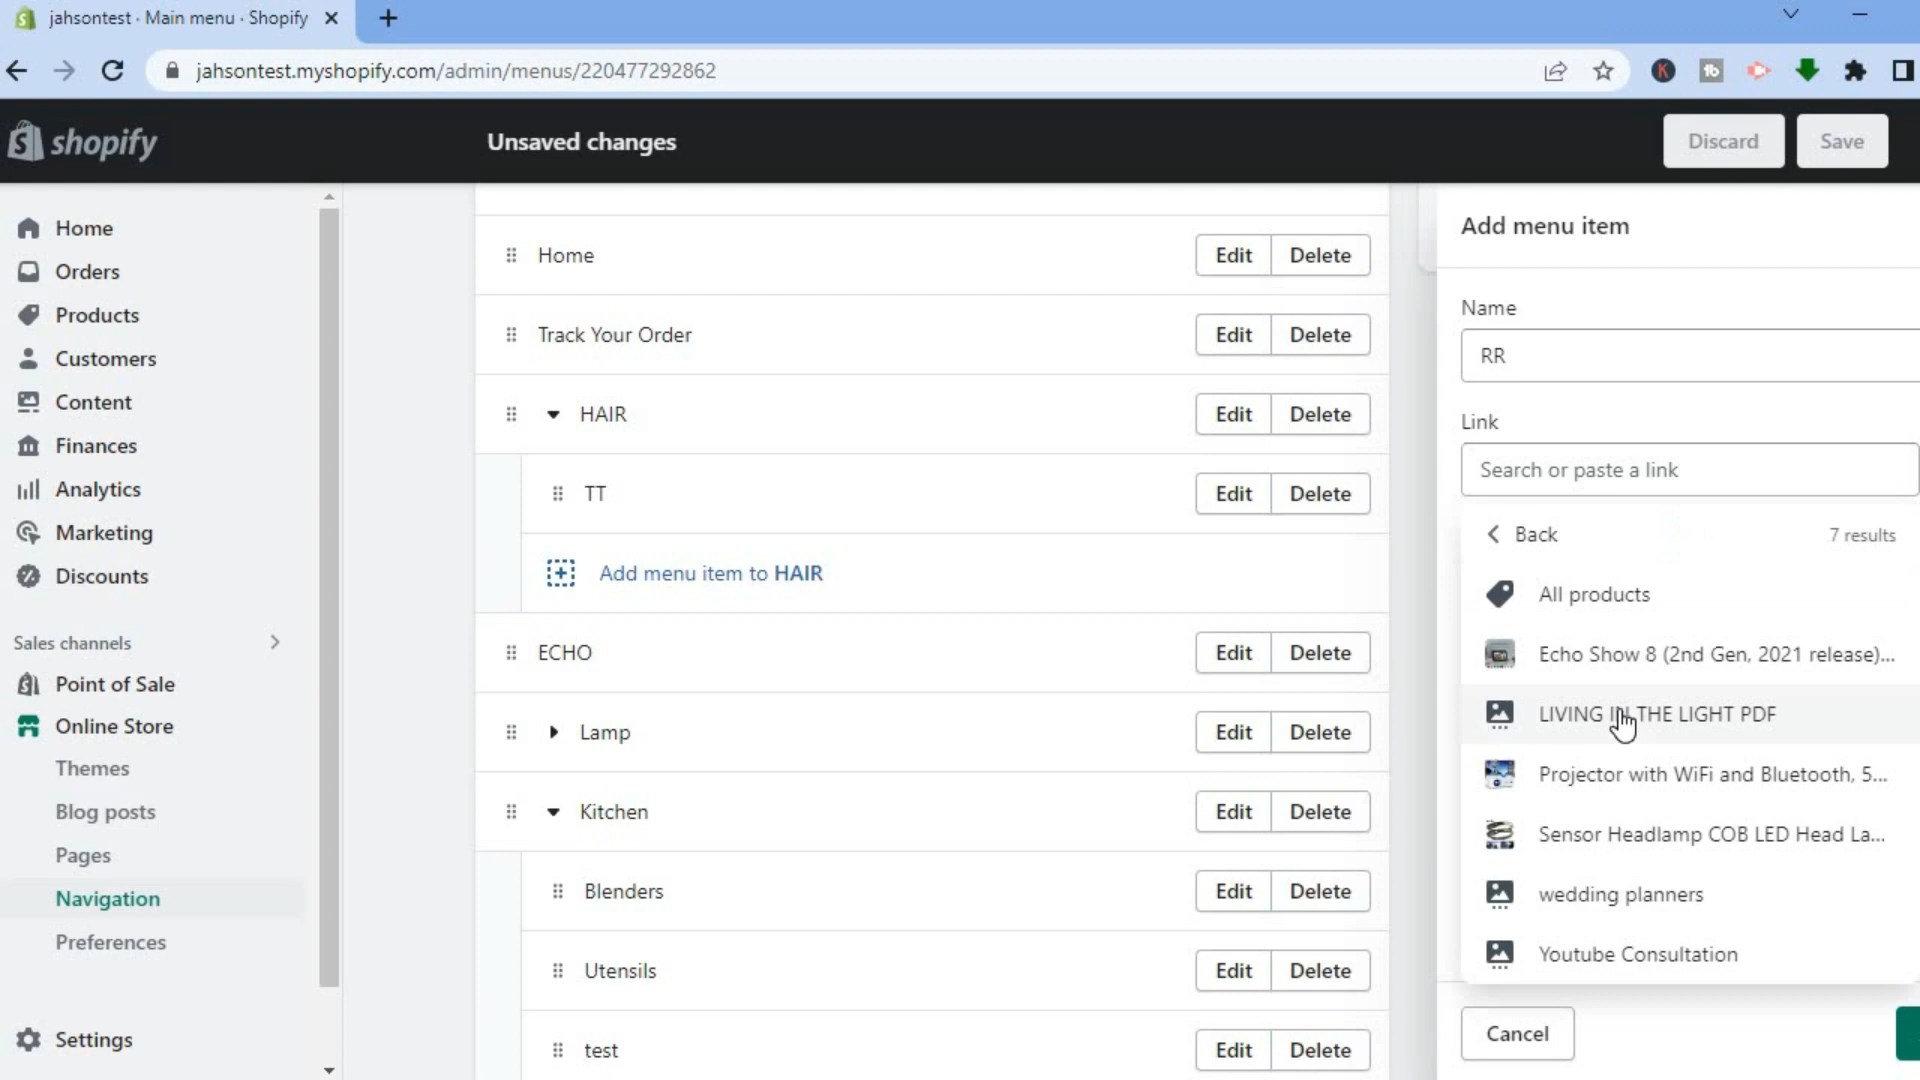 jahsontest · Main menu · Shopify
jahsontest.myshopify.com/admin/menus/220477292862
K
tb
shopify
Unsaved changes
Discard
Save
Home
Orders
Products
Customers
Content
Finances
Analytics
Marketing
Discounts
Sales channels
Point of Sale
Online Store
Themes
Blog posts
Pages
Navigation
Preferences
Settings
Home Edit Delete
Track Your Order Edit Delete
HAIR Edit Delete
TT Edit Delete
Add menu item to HAIR
ECHO Edit Delete
Lamp Edit Delete
Kitchen Edit Delete
Blenders Edit Delete
Utensils Edit Delete
test Edit Delete
Add menu item
Name
RR
Link
Search or paste a link
Back 7 results
All products
Echo Show 8 (2nd Gen, 2021 release)...
LIVING IN THE LIGHT PDF
Projector with WiFi and Bluetooth, 5...
Sensor Headlamp COB LED Head La...
wedding planners
Youtube Consultation
Cancel